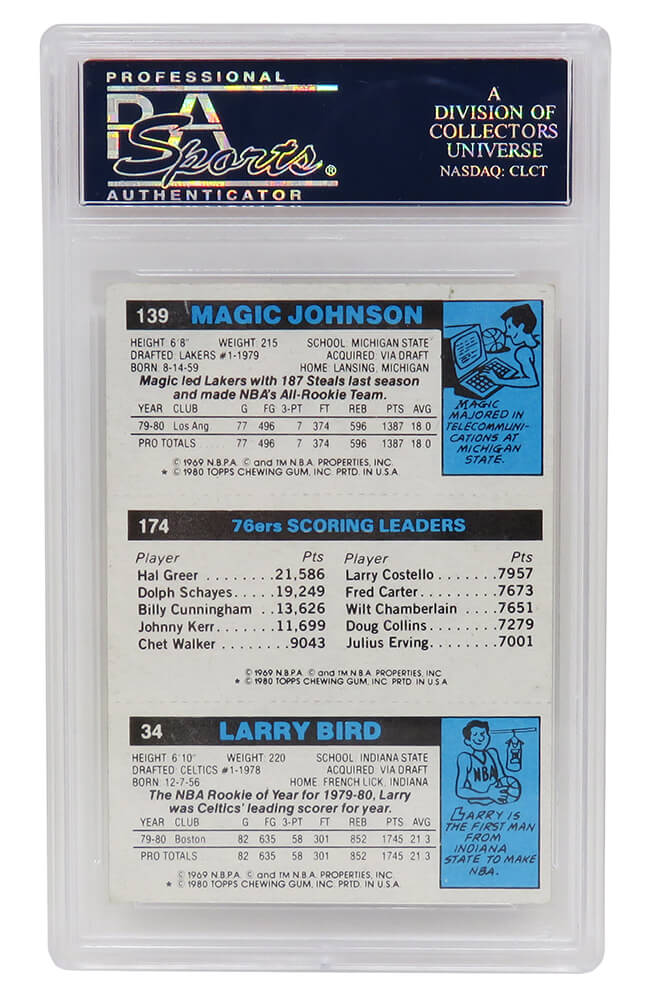 PROFESSIONAL
PSA
Sports®
AUTHENTICATOR
A
DIVISION OF
COLLECTORS
UNIVERSE
NASDAQ: CLCT
139 MAGIC JOHNSON
HEIGHT: 6'8" WEIGHT: 215 SCHOOL: MICHIGAN STATE
DRAFTED: LAKERS #1-1979 ACQUIRED: VIA DRAFT
BORN: 8-14-59 HOME: LANSING, MICHIGAN
Magic led Lakers with 187 Steals last season
and made NBA's All-Rookie Team.
YEAR CLUB G FG 3-PT FT REB PTS AVG
79-80 Los Ang 77 496 7 374 596 1387 18.0
PRO TOTALS 77 496 7 374 596 1387 18.0
© 1969 N.B.P.A. © and TM N.B.A. PROPERTIES, INC.
★ © 1980 TOPPS CHEWING GUM, INC. PRTD. IN U.S.A.
MAGIC
MAJORED IN
TELECOMMUNI-
CATIONS AT
MICHIGAN
STATE.
174 76ers SCORING LEADERS
Player Pts Player Pts
Hal Greer ........21,586 Larry Costello.......7957
Dolph Schayes.....19,249 Fred Carter........7673
Billy Cunningham ..13,626 Wilt Chamberlain ....7651
Johnny Kerr......11,699 Doug Collins........7279
Chet Walker ........9043 Julius Erving.......7001
© 1969 N.B.P.A. © and TM N.B.A. PROPERTIES, INC.
★ © 1980 TOPPS CHEWING GUM, INC. PRTD. IN U.S.A.
34 LARRY BIRD
HEIGHT: 6'10" WEIGHT: 220 SCHOOL: INDIANA STATE
DRAFTED: CELTICS #1-1978 ACQUIRED: VIA DRAFT
BORN: 12-7-56 HOME: FRENCH LICK, INDIANA
The NBA Rookie of Year for 1979-80, Larry
was Celtics' leading scorer for year.
YEAR CLUB G FG 3-PT FT REB PTS AVG
79-80 Boston 82 635 58 301 852 1745 21.3
PRO TOTALS 82 635 58 301 852 1745 21.3
© 1969 N.B.P.A. © and TM N.B.A. PROPERTIES, INC.
★ © 1980 TOPPS CHEWING GUM, INC. PRTD. IN U.S.A.
NBA
LARRY IS
THE FIRST MAN
FROM
INDIANA
STATE TO MAKE
NBA.